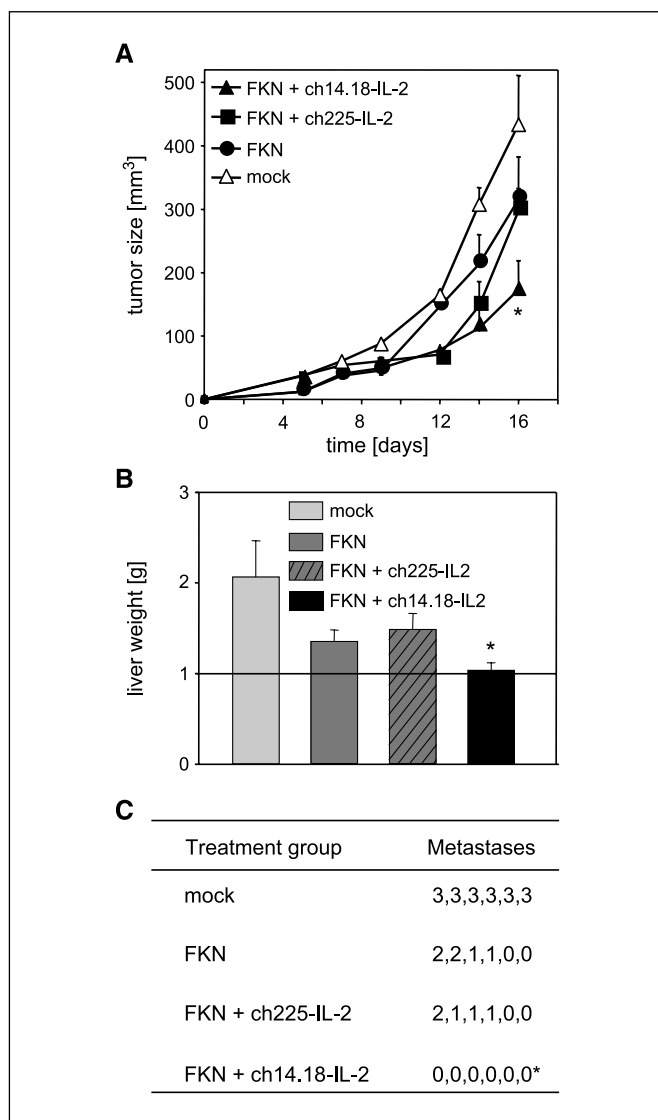 A
500
400
300
200
100
0
tumor size [mm³]
FKN + ch14.18-IL-2
FKN + ch225-IL-2
FKN
mock
*
0 4 8 12 16
time [days]
B
3
2
1
0
liver weight [g]
mock
FKN
FKN + ch225-IL2
FKN + ch14.18-IL2
*
C
Treatment group Metastases
mock 3,3,3,3,3,3
FKN 2,2,1,1,0,0
FKN + ch225-IL-2 2,1,1,1,0,0
FKN + ch14.18-IL-2 0,0,0,0,0,0*